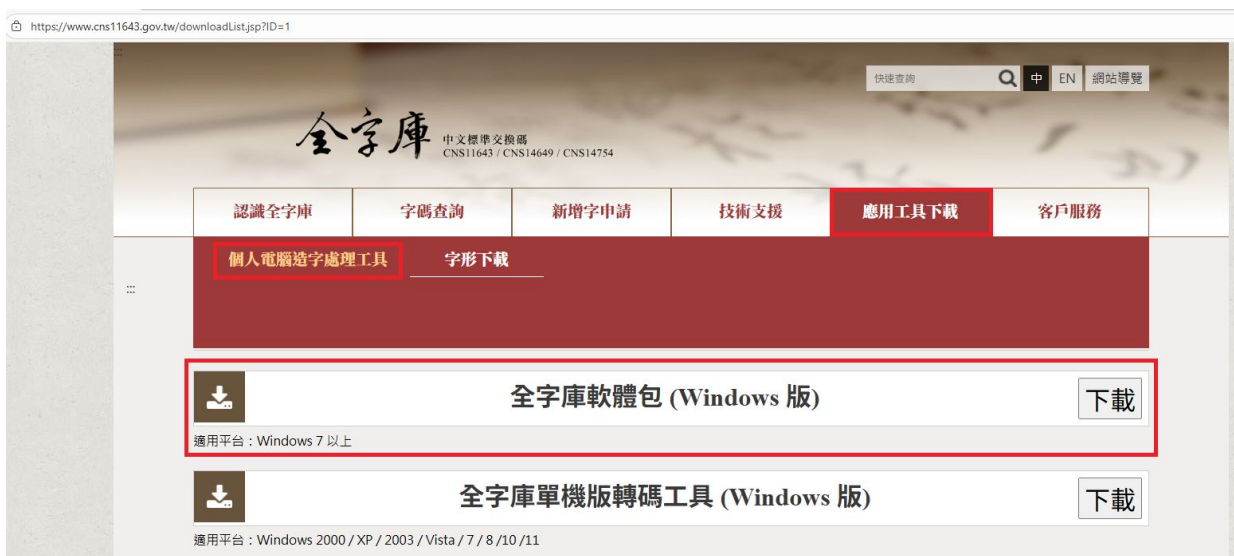 https://www.cns11643.gov.tw/downloadList.jsp?ID=1
:::
快速查詢 中 EN 網站導覽
全字庫 中文標準交換碼
CNS11643 / CNS14649 / CNS14754
認識全字庫 字碼查詢 新增字申請 技術支援 應用工具下載 客戶服務
個人電腦造字處理工具 字形下載
:::
全字庫軟體包 (Windows 版) 下載
適用平台：Windows 7 以上
全字庫單機版轉碼工具 (Windows 版) 下載
適用平台：Windows 2000 / XP / 2003 / Vista / 7 / 8 /10 /11